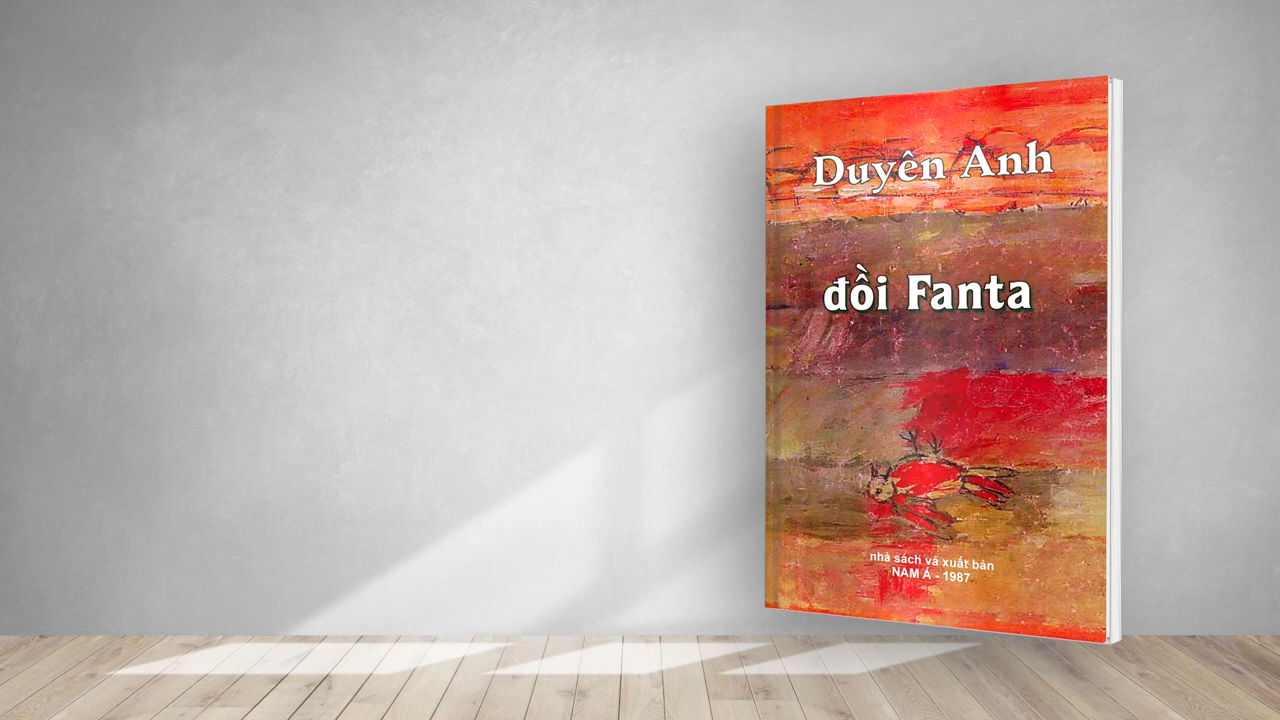 Duyên Anh
đồi Fanta
nhà sách và xuất bản
NAM Á - 1987